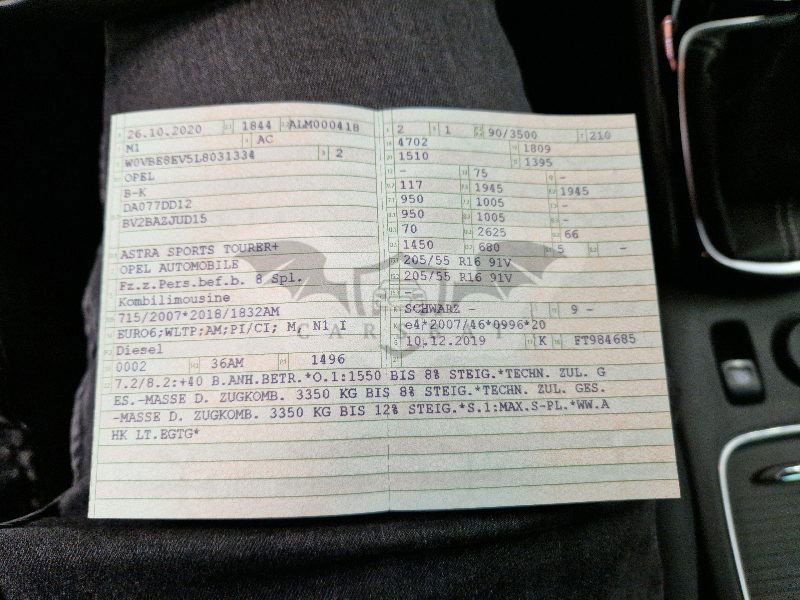 26.10.2020 1844 ALM000418
M1 AC
W0VBE8EV5L8031334 2
OPEL
B-K
DA077DD12
BV2BAZJUD15
ASTRA SPORTS TOURER+
OPEL AUTOMOBILE
Fz.z.Pers.bef.b. 8 Spl.
Kombilimousine
715/2007*2018/1832AM
EURO6;WLTP;AM;PI/CI; M, N1 I
Diesel
0002 36AM 1496
2 1 90/3500 210
4702 1809
1510 1395
- 75 -
117 1945 1945
950 1005 -
950 1005 -
70 2625 66
1450 680 5 -
205/55 R16 91V
205/55 R16 91V
-
SCHWARZ - 9 -
e4*2007/46*0996*20
10.12.2019 K FT984685
7.2/8.2:+40 B.ANH.BETR.*O.1:1550 BIS 8% STEIG.*TECHN. ZUL. G
ES.-MASSE D. ZUGKOMB. 3350 KG BIS 8% STEIG.*TECHN. ZUL. GES.
-MASSE D. ZUGKOMB. 3350 KG BIS 12% STEIG.*S.1:MAX.S-PL.*WW.A
HK LT.EGTG*